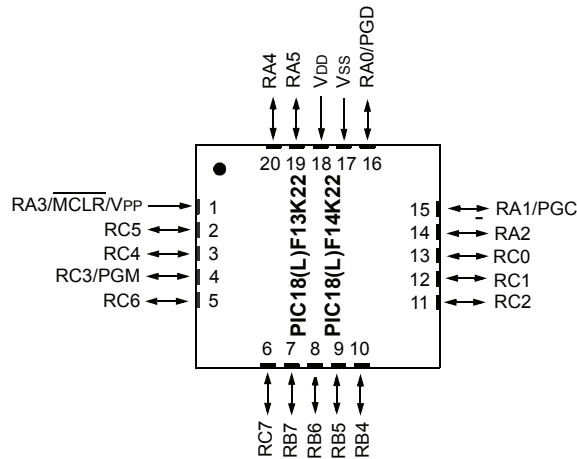 RA4
RA5
VDD
VSS
RA0/PGD
20 19 18 17 16
RA3/MCLR/VPP 1
RC5 2
RC4 3
RC3/PGM 4
RC6 5
PIC18(L)F13K22
PIC18(L)F14K22
15 RA1/PGC
14 RA2
13 RC0
12 RC1
11 RC2
6 7 8 9 10
RC7
RB7
RB6
RB5
RB4